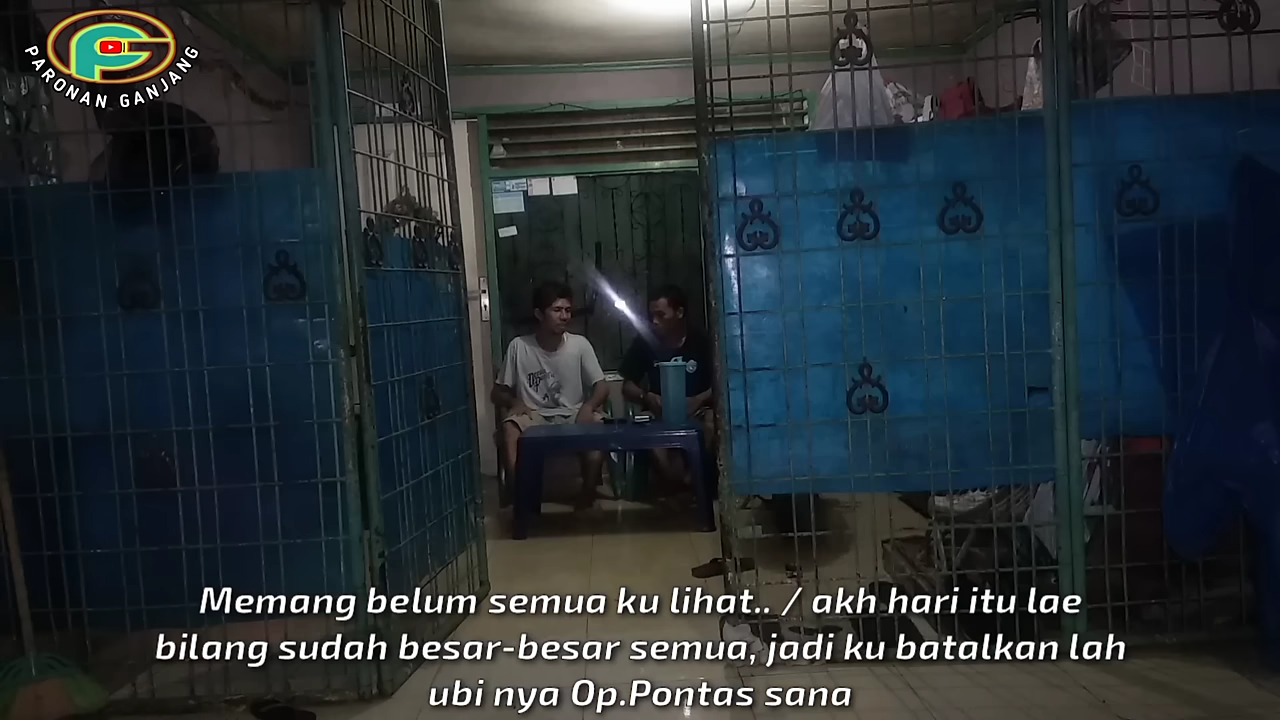 PARONAN GANJANG
Memang belum semua ku lihat.. / akh hari itu lae
bilang sudah besar-besar semua, jadi ku batalkan lah
ubi nya Op.Pontas sana